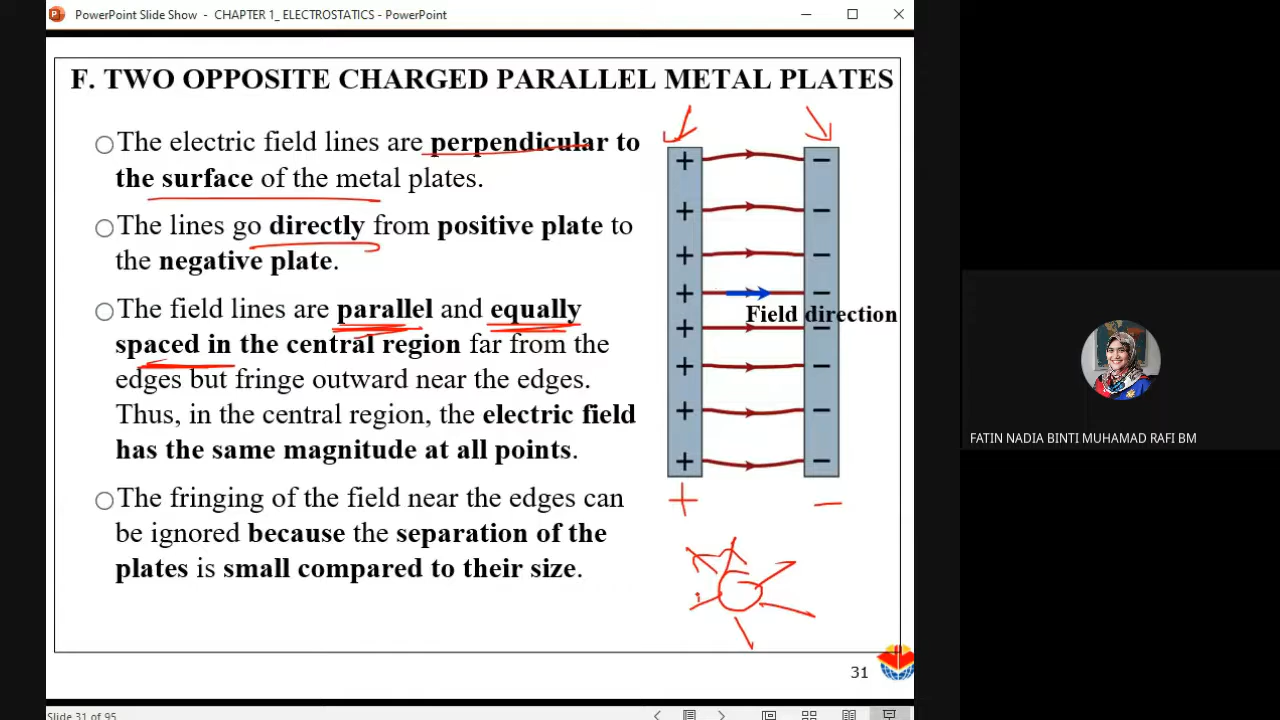 PowerPoint Slide Show - CHAPTER 1_ ELECTROSTATICS - PowerPoint
F. TWO OPPOSITE CHARGED PARALLEL METAL PLATES
The electric field lines are perpendicular to
the surface of the metal plates.
The lines go directly from positive plate to
the negative plate.
The field lines are parallel and equally
spaced in the central region far from the
edges but fringe outward near the edges.
Thus, in the central region, the electric field
has the same magnitude at all points.
The fringing of the field near the edges can
be ignored because the separation of the
plates is small compared to their size.
+ −
+ −
+ −
+ −
Field direction
+ −
+ −
+ −
+ −
+ −
31
Slide 31 of 95
FATIN NADIA BINTI MUHAMAD RAFI BM